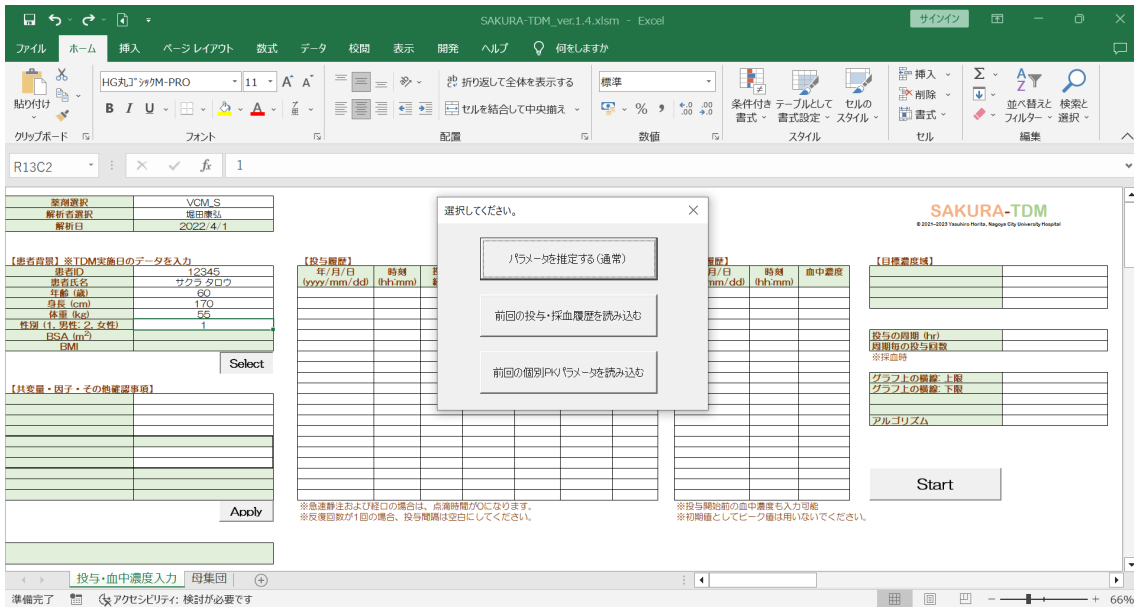 SAKURA-TDM_ver.1.4.xlsm - Excel
サインイン
ファイル ホーム 挿入 ページ レイアウト 数式 データ 校閲 表示 開発 ヘルプ 何をしますか
貼り付け
クリップボード
HG丸ゴシックM-PRO 11
B I U
フォント
折り返して全体を表示する
セルを結合して中央揃え
配置
標準
数値
条件付き書式
テーブルとして書式設定
セルのスタイル
スタイル
挿入
削除
書式
セル
並べ替えと フィルター
検索と 選択
編集
R13C2 fx 1
薬剤選択 VCM_S
解析者選択 堀田康弘
解析日 2022/4/1
【患者背景】※TDM実施日のデータを入力
患者ID 12345
患者氏名 サクラ タロウ
年齢 (歳) 60
身長 (cm) 170
体重 (kg) 55
性別 (1, 男性; 2, 女性) 1
BSA (m2)
BMI
Select
【共変量・因子・その他確認事項】
Apply
【投与履歴】
年/月/日 時刻
(yyyy/mm/dd) (hh:mm)
選択してください。
パラメータを推定する(通常)
前回の投与・採血履歴を読み込む
前回の個別PKパラメータを読み込む
時刻 血中濃度
(hh:mm)
※急速静注および経口の場合は、点滴時間が0になります。
※反復回数が1回の場合、投与間隔は空白にしてください。
※投与開始前の血中濃度も入力可能
※初期値としてピーク値は用いないでください。
SAKURA-TDM
© 2021-2023 Yasuhiro Horita, Nagoya City University Hospital
【目標濃度域】
投与の周期 (hr)
周期毎の投与回数
※採血時
グラフ上の横線: 上限
グラフ上の横線: 下限
アルゴリズム
Start
投与・血中濃度入力 母集団
準備完了 アクセシビリティ: 検討が必要です
66%